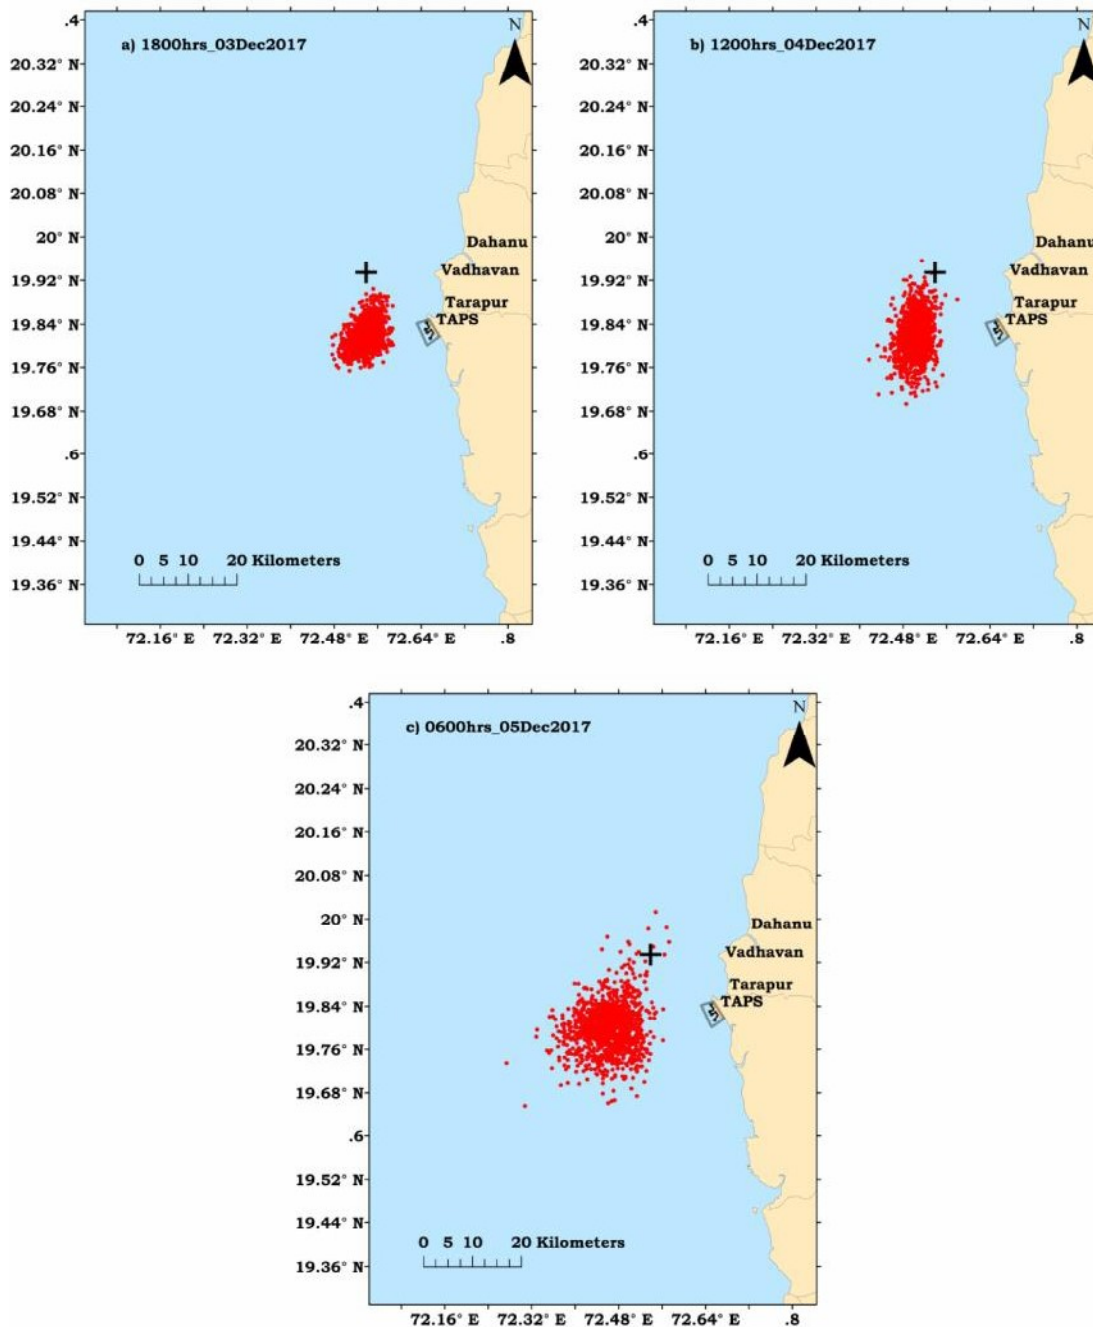 .4
N
a) 1800hrs_03Dec2017
20.32° N
20.24° N
20.16° N
20.08° N
20° N
Dahanu
19.92° N
Vadhavan
Tarapur
19.84° N
TAPS
19.76° N
19.68° N
.6
19.52° N
19.44° N
0 5 10 20 Kilometers
19.36° N
72.16° E 72.32° E 72.48° E 72.64° E .8
.4
N
b) 1200hrs_04Dec2017
20.32° N
20.24° N
20.16° N
20.08° N
20° N
Dahanu
19.92° N
Vadhavan
Tarapur
19.84° N
TAPS
19.76° N
19.68° N
.6
19.52° N
19.44° N
0 5 10 20 Kilometers
19.36° N
72.16° E 72.32° E 72.48° E 72.64° E .8
.4
N
c) 0600hrs_05Dec2017
20.32° N
20.24° N
20.16° N
20.08° N
20° N
Dahanu
19.92° N
Vadhavan
Tarapur
19.84° N
TAPS
19.76° N
19.68° N
.6
19.52° N
19.44° N
0 5 10 20 Kilometers
19.36° N
72.16° E 72.32° E 72.48° E 72.64° E .8